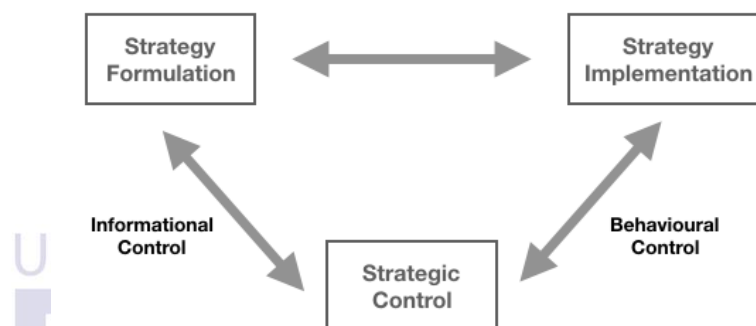 Strategy
Formulation
Strategy
Implementation
Informational
Control
Behavioural
Control
Strategic
Control
U